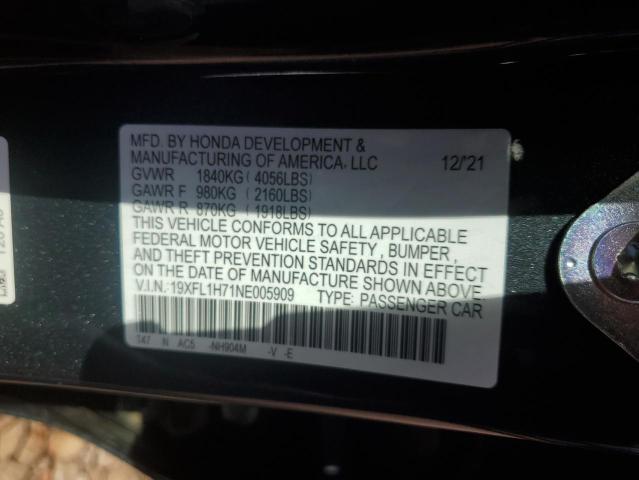 MFD. BY HONDA DEVELOPMENT &
MANUFACTURING OF AMERICA, LLC 12/'21
GVWR 1840KG ( 4056LBS)
GAWR F 980KG ( 2160LBS)
GAWR R 870KG ( 1918LBS)
THIS VEHICLE CONFORMS TO ALL APPLICABLE
FEDERAL MOTOR VEHICLE SAFETY, BUMPER,
AND THEFT PREVENTION STANDARDS IN EFFECT
ON THE DATE OF MANUFACTURE SHOWN ABOVE.
V.I.N.: 19XFL1H71NE005909 TYPE: PASSENGER CAR
T47 N AC5 -NH904M -V -E